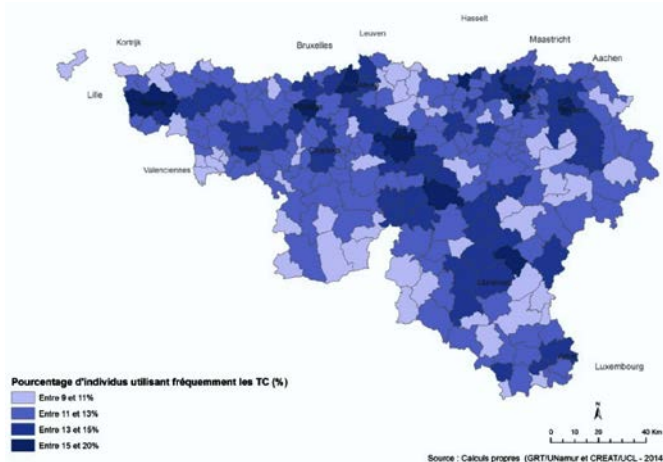 Hasselt
Leuven
Kortrijk
Bruxelles
Maastricht
Aachen
Lille
Valenciennes
Luxembourg
Pourcentage d'individus utilisant fréquemment les TC (%)
Entre 9 et 11%
Entre 11 et 13%
Entre 13 et 15%
Entre 15 et 20%
N
0 10 20 40 Km
Source : Calculs propres (GRT/UNamur et CREAT/UCL - 2014